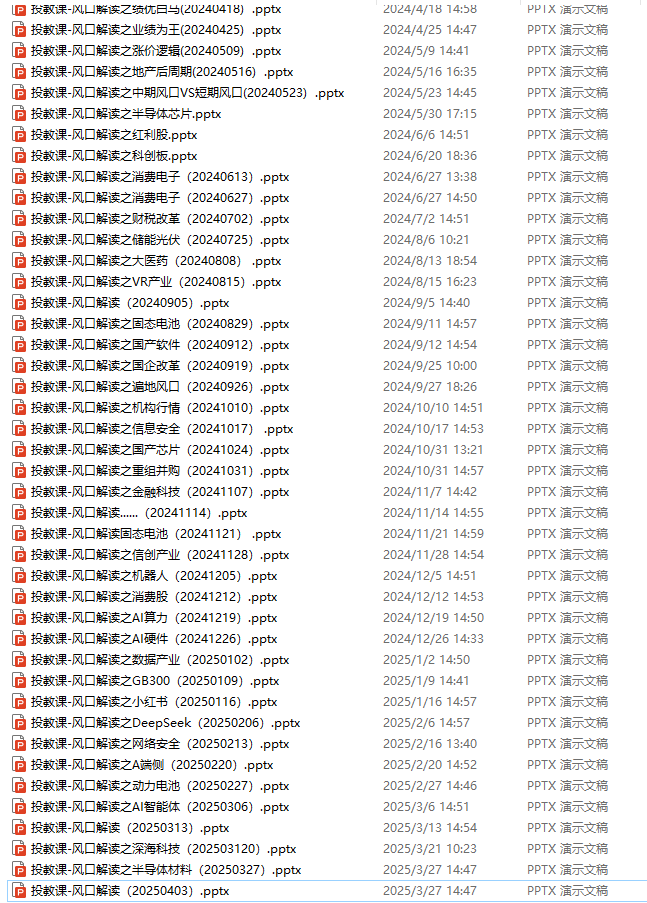 投教课-风口解读之绩优白马(20240418) .pptx 2024/4/18 14:58 PPTX 演示文稿
投教课-风口解读之业绩为王(20240425) .pptx 2024/4/25 14:47 PPTX 演示文稿
投教课-风口解读之涨价逻辑(20240509) .pptx 2024/5/9 14:41 PPTX 演示文稿
投教课-风口解读之地产后周期(20240516) .pptx 2024/5/16 16:35 PPTX 演示文稿
投教课-风口解读之中期风口VS短期风口(20240523) .pptx 2024/5/23 14:45 PPTX 演示文稿
投教课-风口解读之半导体芯片.pptx 2024/5/30 17:15 PPTX 演示文稿
投教课-风口解读之红利股.pptx 2024/6/6 14:51 PPTX 演示文稿
投教课-风口解读之科创板.pptx 2024/6/20 18:36 PPTX 演示文稿
投教课-风口解读之消费电子（20240613）.pptx 2024/6/27 13:38 PPTX 演示文稿
投教课-风口解读之消费电子（20240627）.pptx 2024/6/27 14:50 PPTX 演示文稿
投教课-风口解读之财税改革（20240702）.pptx 2024/7/2 14:51 PPTX 演示文稿
投教课-风口解读之储能光伏（20240725）.pptx 2024/8/6 10:21 PPTX 演示文稿
投教课-风口解读之大医药（20240808） .pptx 2024/8/13 18:54 PPTX 演示文稿
投教课-风口解读之VR产业（20240815）.pptx 2024/8/15 16:23 PPTX 演示文稿
投教课-风口解读（20240905）.pptx 2024/9/5 14:40 PPTX 演示文稿
投教课-风口解读之固态电池（20240829）.pptx 2024/9/11 14:57 PPTX 演示文稿
投教课-风口解读之国产软件（20240912）.pptx 2024/9/12 14:54 PPTX 演示文稿
投教课-风口解读之国企改革（20240919）.pptx 2024/9/25 10:00 PPTX 演示文稿
投教课-风口解读之遍地风口（20240926）.pptx 2024/9/27 18:26 PPTX 演示文稿
投教课-风口解读之机构行情（20241010）.pptx 2024/10/10 14:51 PPTX 演示文稿
投教课-风口解读之信息安全（20241017） .pptx 2024/10/17 14:53 PPTX 演示文稿
投教课-风口解读之国产芯片（20241024）.pptx 2024/10/31 13:21 PPTX 演示文稿
投教课-风口解读之重组并购（20241031）.pptx 2024/10/31 14:57 PPTX 演示文稿
投教课-风口解读之金融科技（20241107）.pptx 2024/11/7 14:42 PPTX 演示文稿
投教课-风口解读......（20241114）.pptx 2024/11/14 14:55 PPTX 演示文稿
投教课-风口解读固态电池（20241121） .pptx 2024/11/21 14:59 PPTX 演示文稿
投教课-风口解读之信创产业（20241128）.pptx 2024/11/28 14:54 PPTX 演示文稿
投教课-风口解读之机器人（20241205）.pptx 2024/12/5 14:51 PPTX 演示文稿
投教课-风口解读之消费股（20241212）.pptx 2024/12/12 14:53 PPTX 演示文稿
投教课-风口解读之AI算力（20241219）.pptx 2024/12/19 14:50 PPTX 演示文稿
投教课-风口解读之AI硬件（20241226）.pptx 2024/12/26 14:33 PPTX 演示文稿
投教课-风口解读之数据产业（20250102）.pptx 2025/1/2 14:50 PPTX 演示文稿
投教课-风口解读之GB300（20250109）.pptx 2025/1/9 14:41 PPTX 演示文稿
投教课-风口解读之小红书（20250116）.pptx 2025/1/16 14:57 PPTX 演示文稿
投教课-风口解读之DeepSeek（20250206）.pptx 2025/2/6 14:57 PPTX 演示文稿
投教课-风口解读之网络安全（20250213）.pptx 2025/2/16 13:40 PPTX 演示文稿
投教课-风口解读之A端侧（20250220）.pptx 2025/2/20 14:52 PPTX 演示文稿
投教课-风口解读之动力电池（20250227）.pptx 2025/2/27 14:46 PPTX 演示文稿
投教课-风口解读之AI智能体（20250306）.pptx 2025/3/6 14:51 PPTX 演示文稿
投教课-风口解读（20250313）.pptx 2025/3/13 14:54 PPTX 演示文稿
投教课-风口解读之深海科技（202503120）.pptx 2025/3/21 10:23 PPTX 演示文稿
投教课-风口解读之半导体材料（20250327）.pptx 2025/3/27 14:47 PPTX 演示文稿
投教课-风口解读（20250403）.pptx 2025/3/27 14:47 PPTX 演示文稿